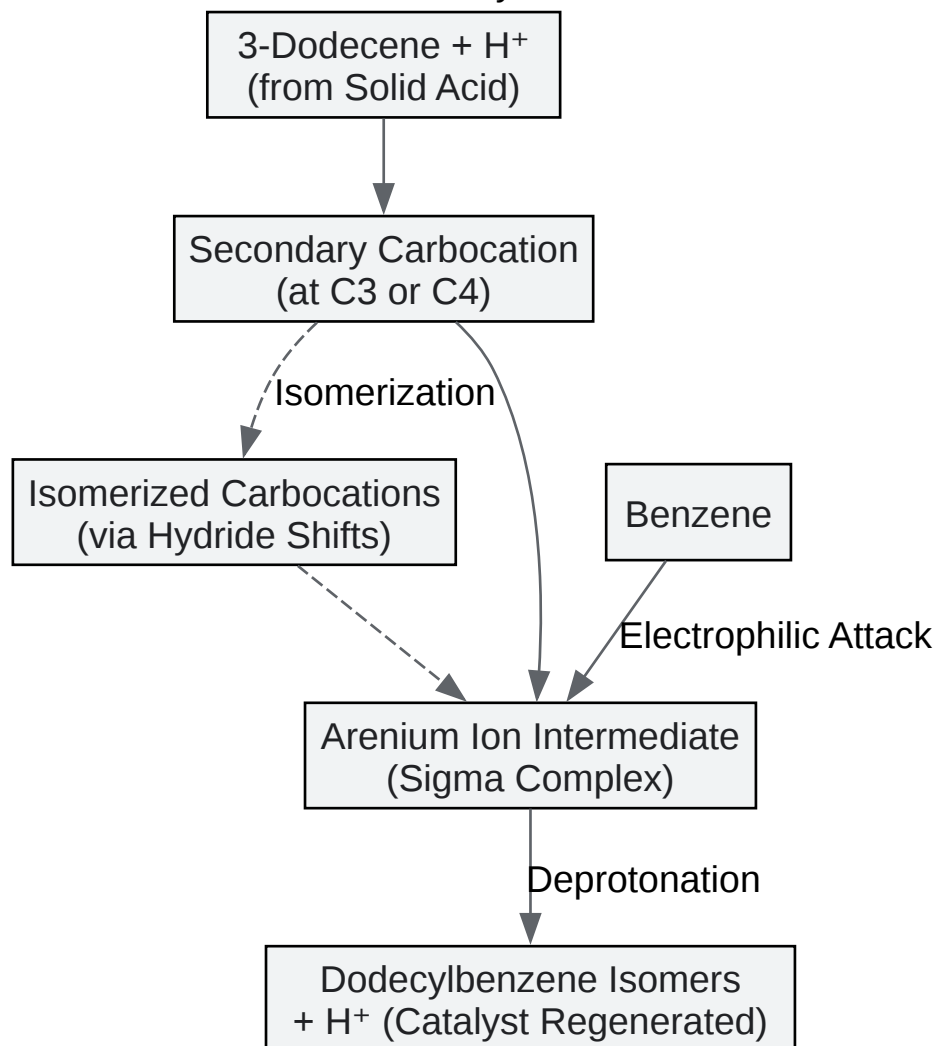 3-Dodecene + H⁺
(from Solid Acid)
Secondary Carbocation
(at C3 or C4)
Isomerization
Isomerized Carbocations
(via Hydride Shifts)
Benzene
Electrophilic Attack
Arenium Ion Intermediate
(Sigma Complex)
Deprotonation
Dodecylbenzene Isomers
+ H⁺ (Catalyst Regenerated)